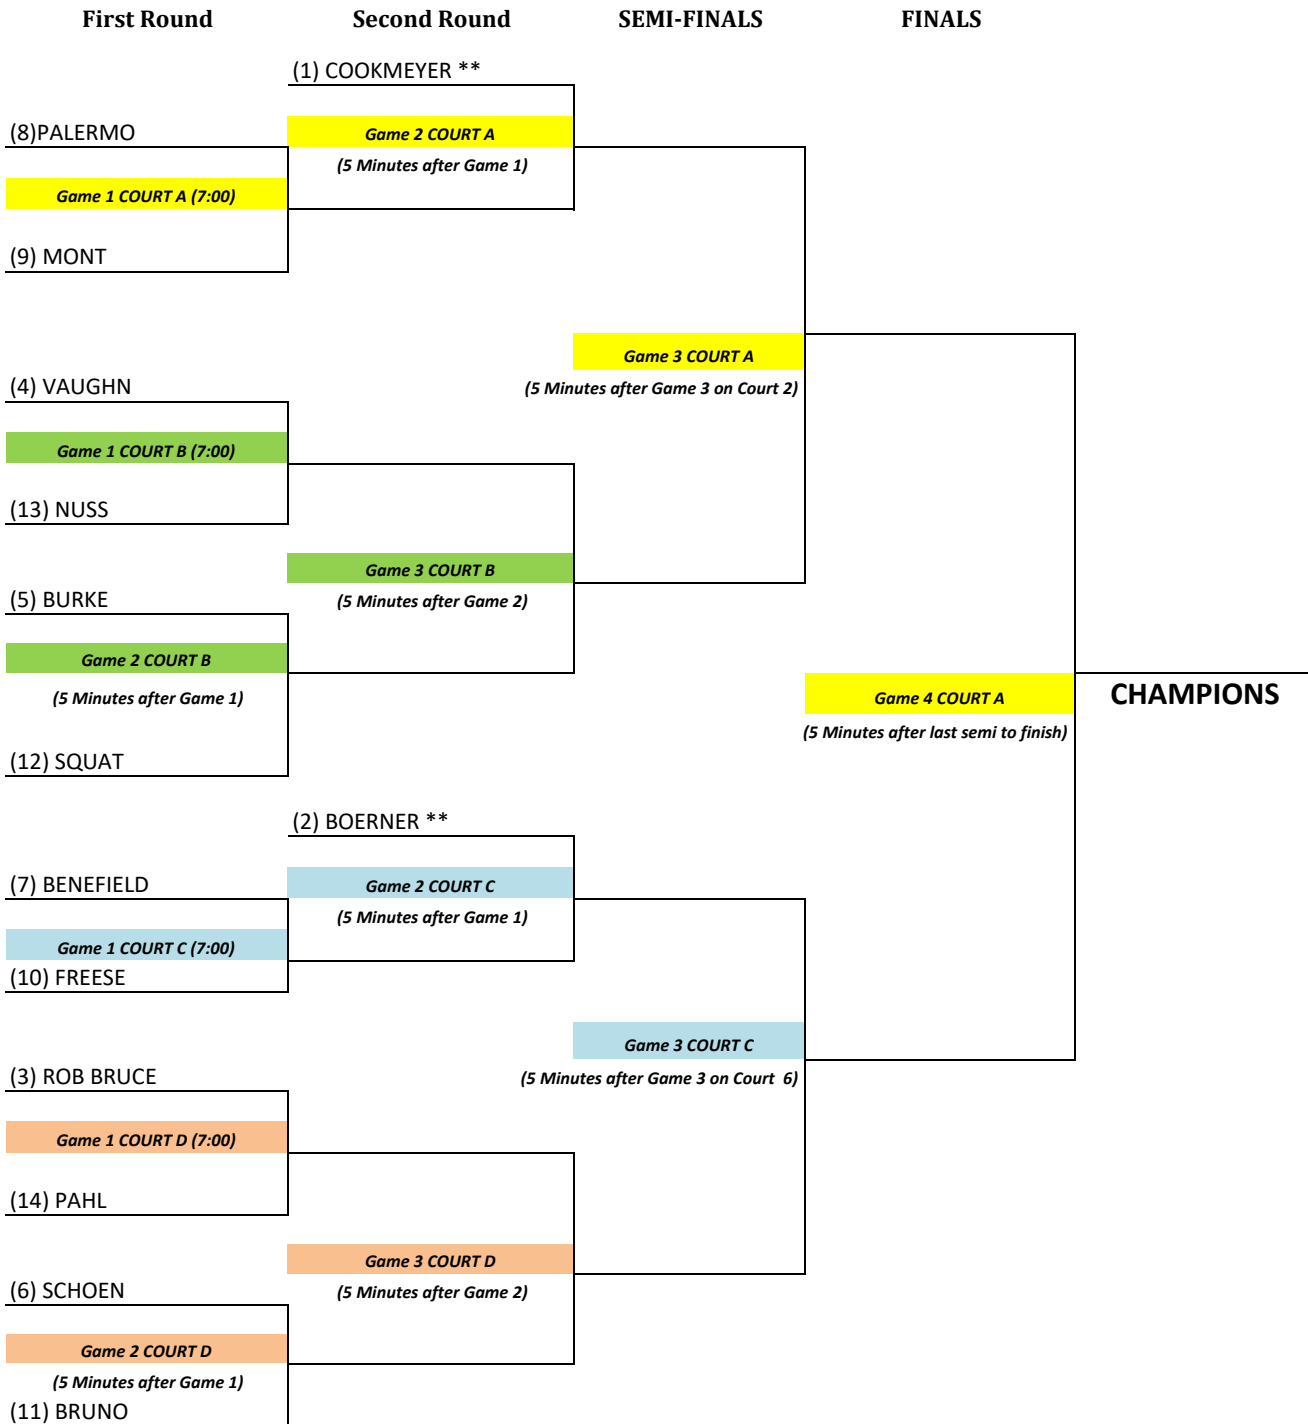 First Round Second Round SEMI-FINALS FINALS
(1) COOKMEYER **
(8)PALERMO
Game 2 COURT A
(5 Minutes after Game 1)
Game 1 COURT A (7:00)
(9) MONT
Game 3 COURT A
(5 Minutes after Game 3 on Court 2)
(4) VAUGHN
Game 1 COURT B (7:00)
(13) NUSS
Game 3 COURT B
(5 Minutes after Game 2)
(5) BURKE
Game 2 COURT B
(5 Minutes after Game 1)
Game 4 COURT A
(5 Minutes after last semi to finish)
CHAMPIONS
(12) SQUAT
(2) BOERNER **
(7) BENEFIELD
Game 2 COURT C
(5 Minutes after Game 1)
Game 1 COURT C (7:00)
(10) FREESE
Game 3 COURT C
(5 Minutes after Game 3 on Court  6)
(3) ROB BRUCE
Game 1 COURT D (7:00)
(14) PAHL
Game 3 COURT D
(5 Minutes after Game 2)
(6) SCHOEN
Game 2 COURT D
(5 Minutes after Game 1)
(11) BRUNO